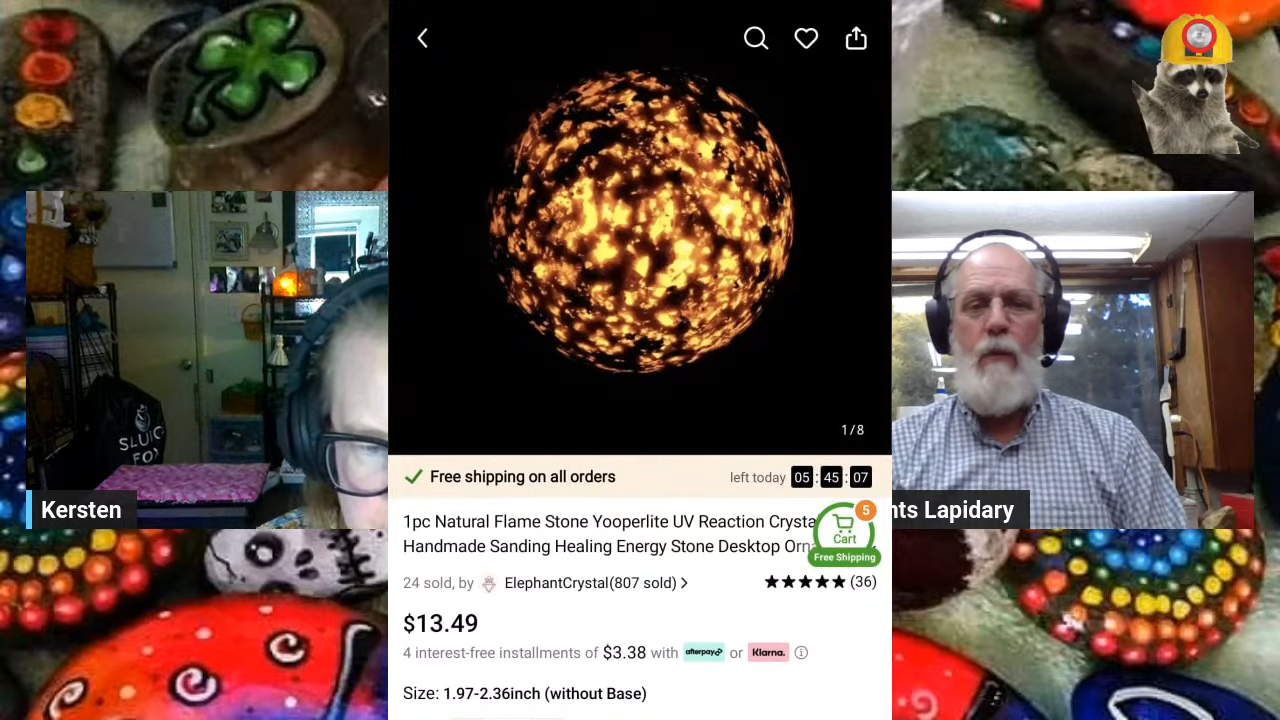 1/8
Free shipping on all orders
left today 05:45:07
1pc Natural Flame Stone Yooperlite UV Reaction Crysta
Handmade Sanding Healing Energy Stone Desktop Orn
5
Cart
Free Shipping
24 sold, by ElephantCrystal(807 sold) >
★★★★★ (36)
$13.49
4 interest-free installments of $3.38 with afterpay or Klarna.
Size: 1.97-2.36inch (without Base)
SLUIC
FOX
Kersten
nts Lapidary